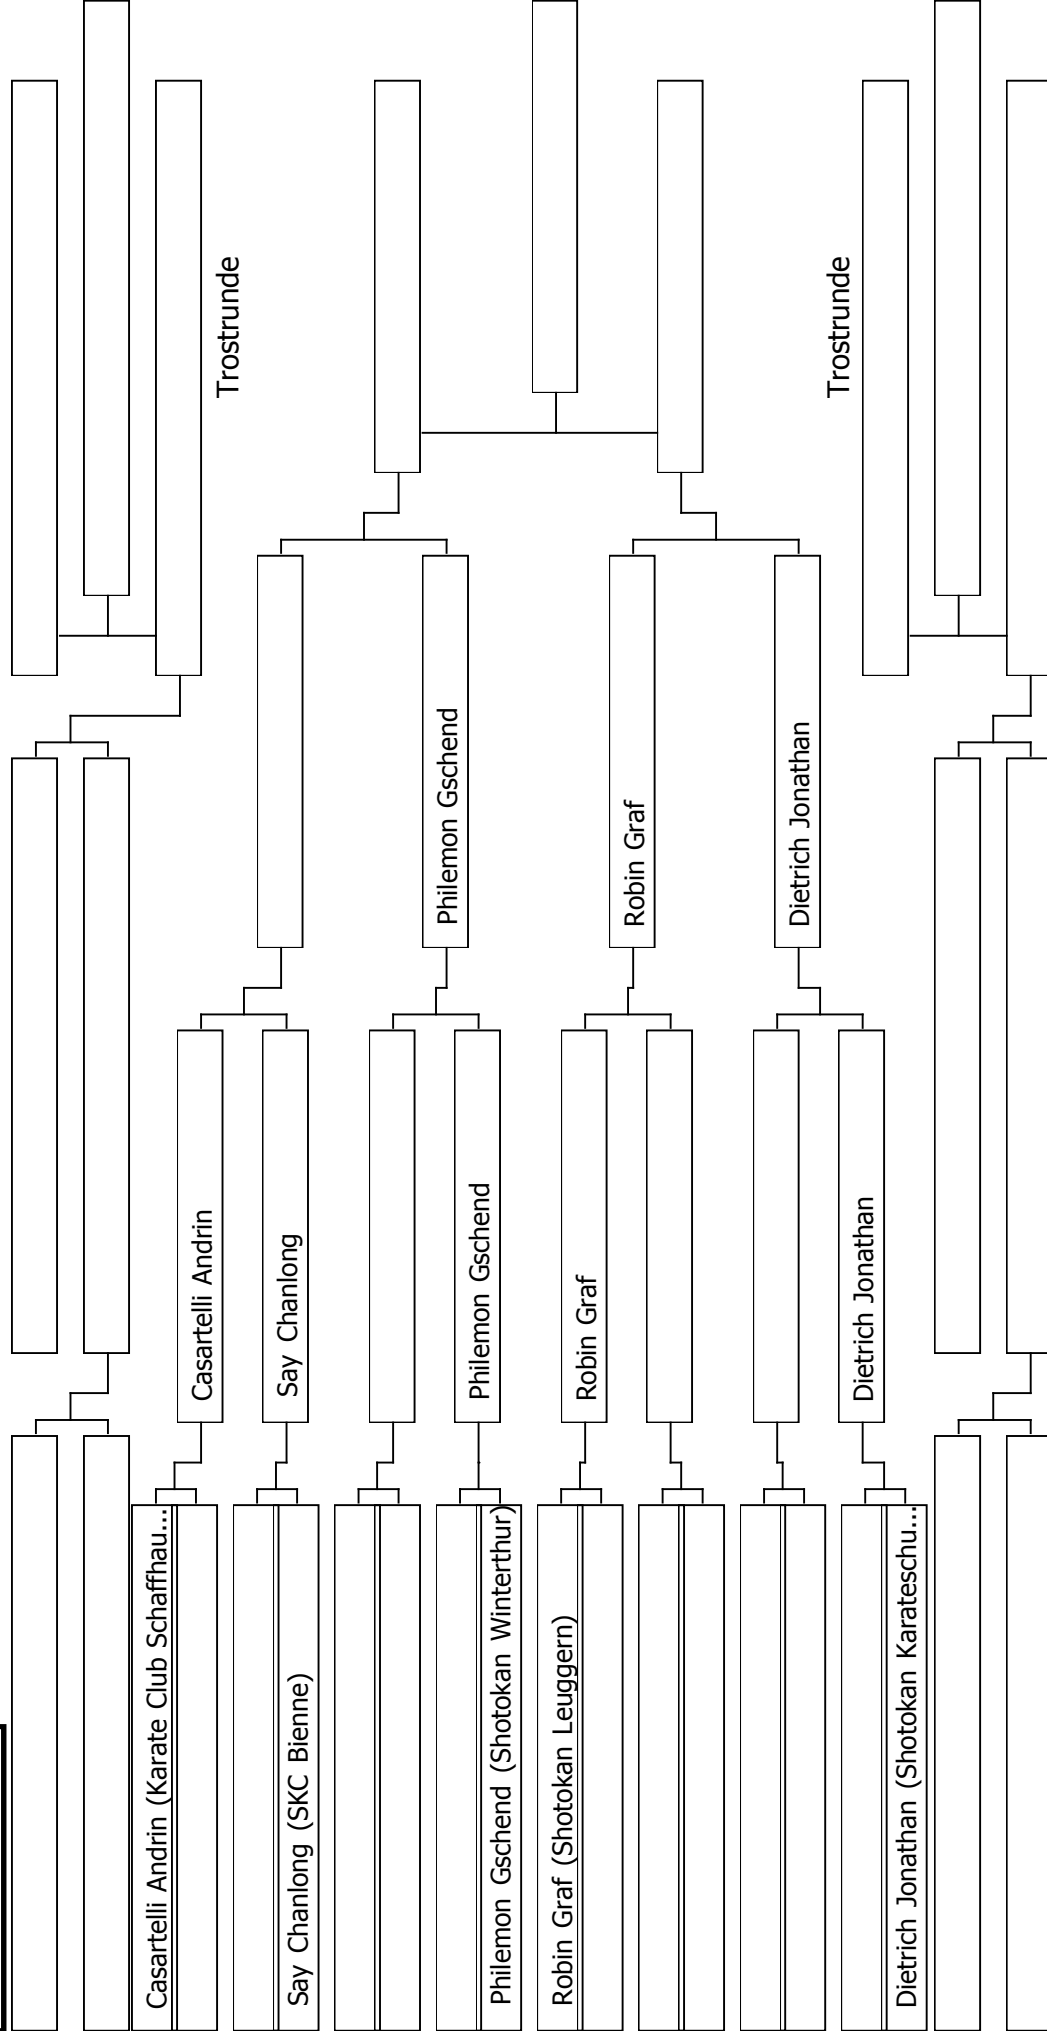 Casartelli Andrin (Karate Club Schaffhau...
Say Chanlong (SKC Bienne)
Philemon Gschend (Shotokan Winterthur)
Robin Graf (Shotokan Leuggern)
Dietrich Jonathan (Shotokan Karateschu...
Casartelli Andrin
Say Chanlong
Philemon Gschend
Robin Graf
Dietrich Jonathan
Philemon Gschend
Robin Graf
Dietrich Jonathan
Trostrunde
Trostrunde